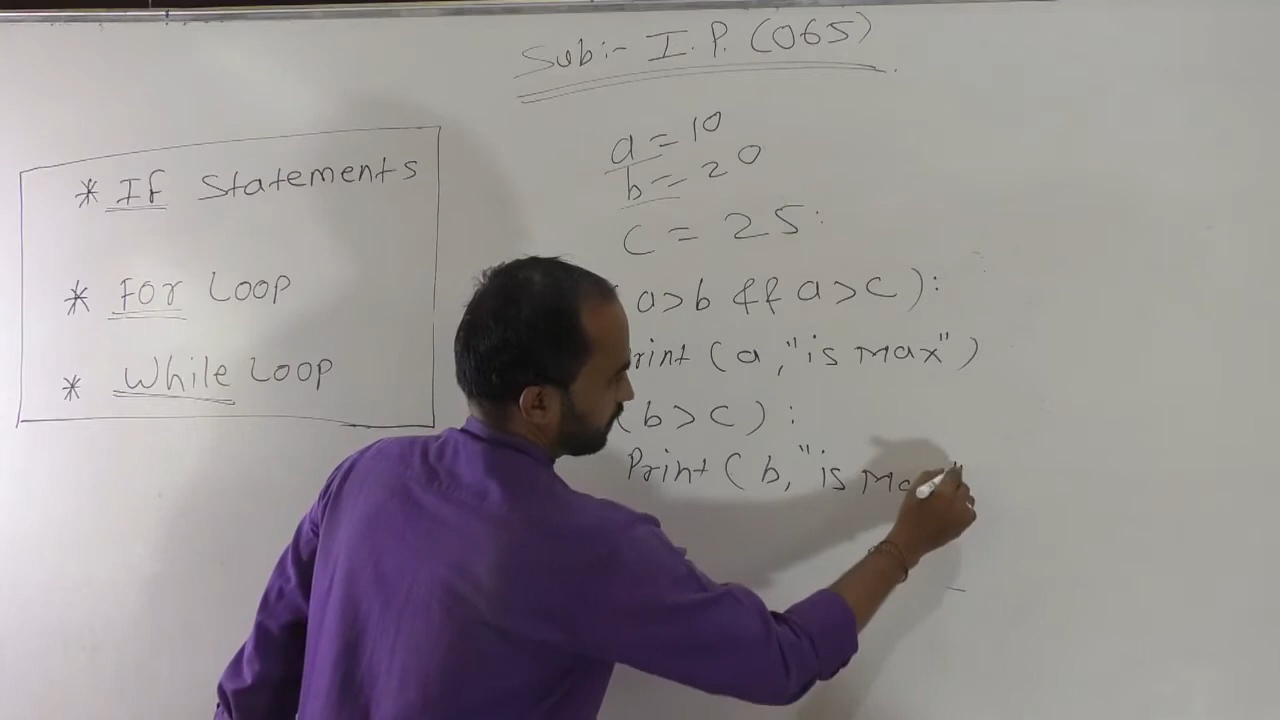 Sub:- I.P. (065)
* If Statements
* For Loop
* While Loop
a = 10
b = 20
c = 25:
( a>b && a>c ):
rint (a ,"is max")
( b > c ) :
Print ( b, "is Ma "